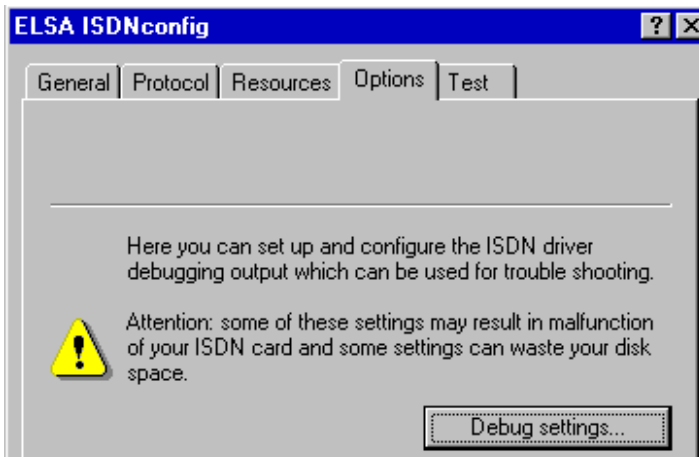 ELSA ISDNconfig
General Protocol Resources Options Test
Here you can set up and configure the ISDN driver
debugging output which can be used for trouble shooting.
Attention: some of these settings may result in malfunction
of your ISDN card and some settings can waste your disk
space.
Debug settings...